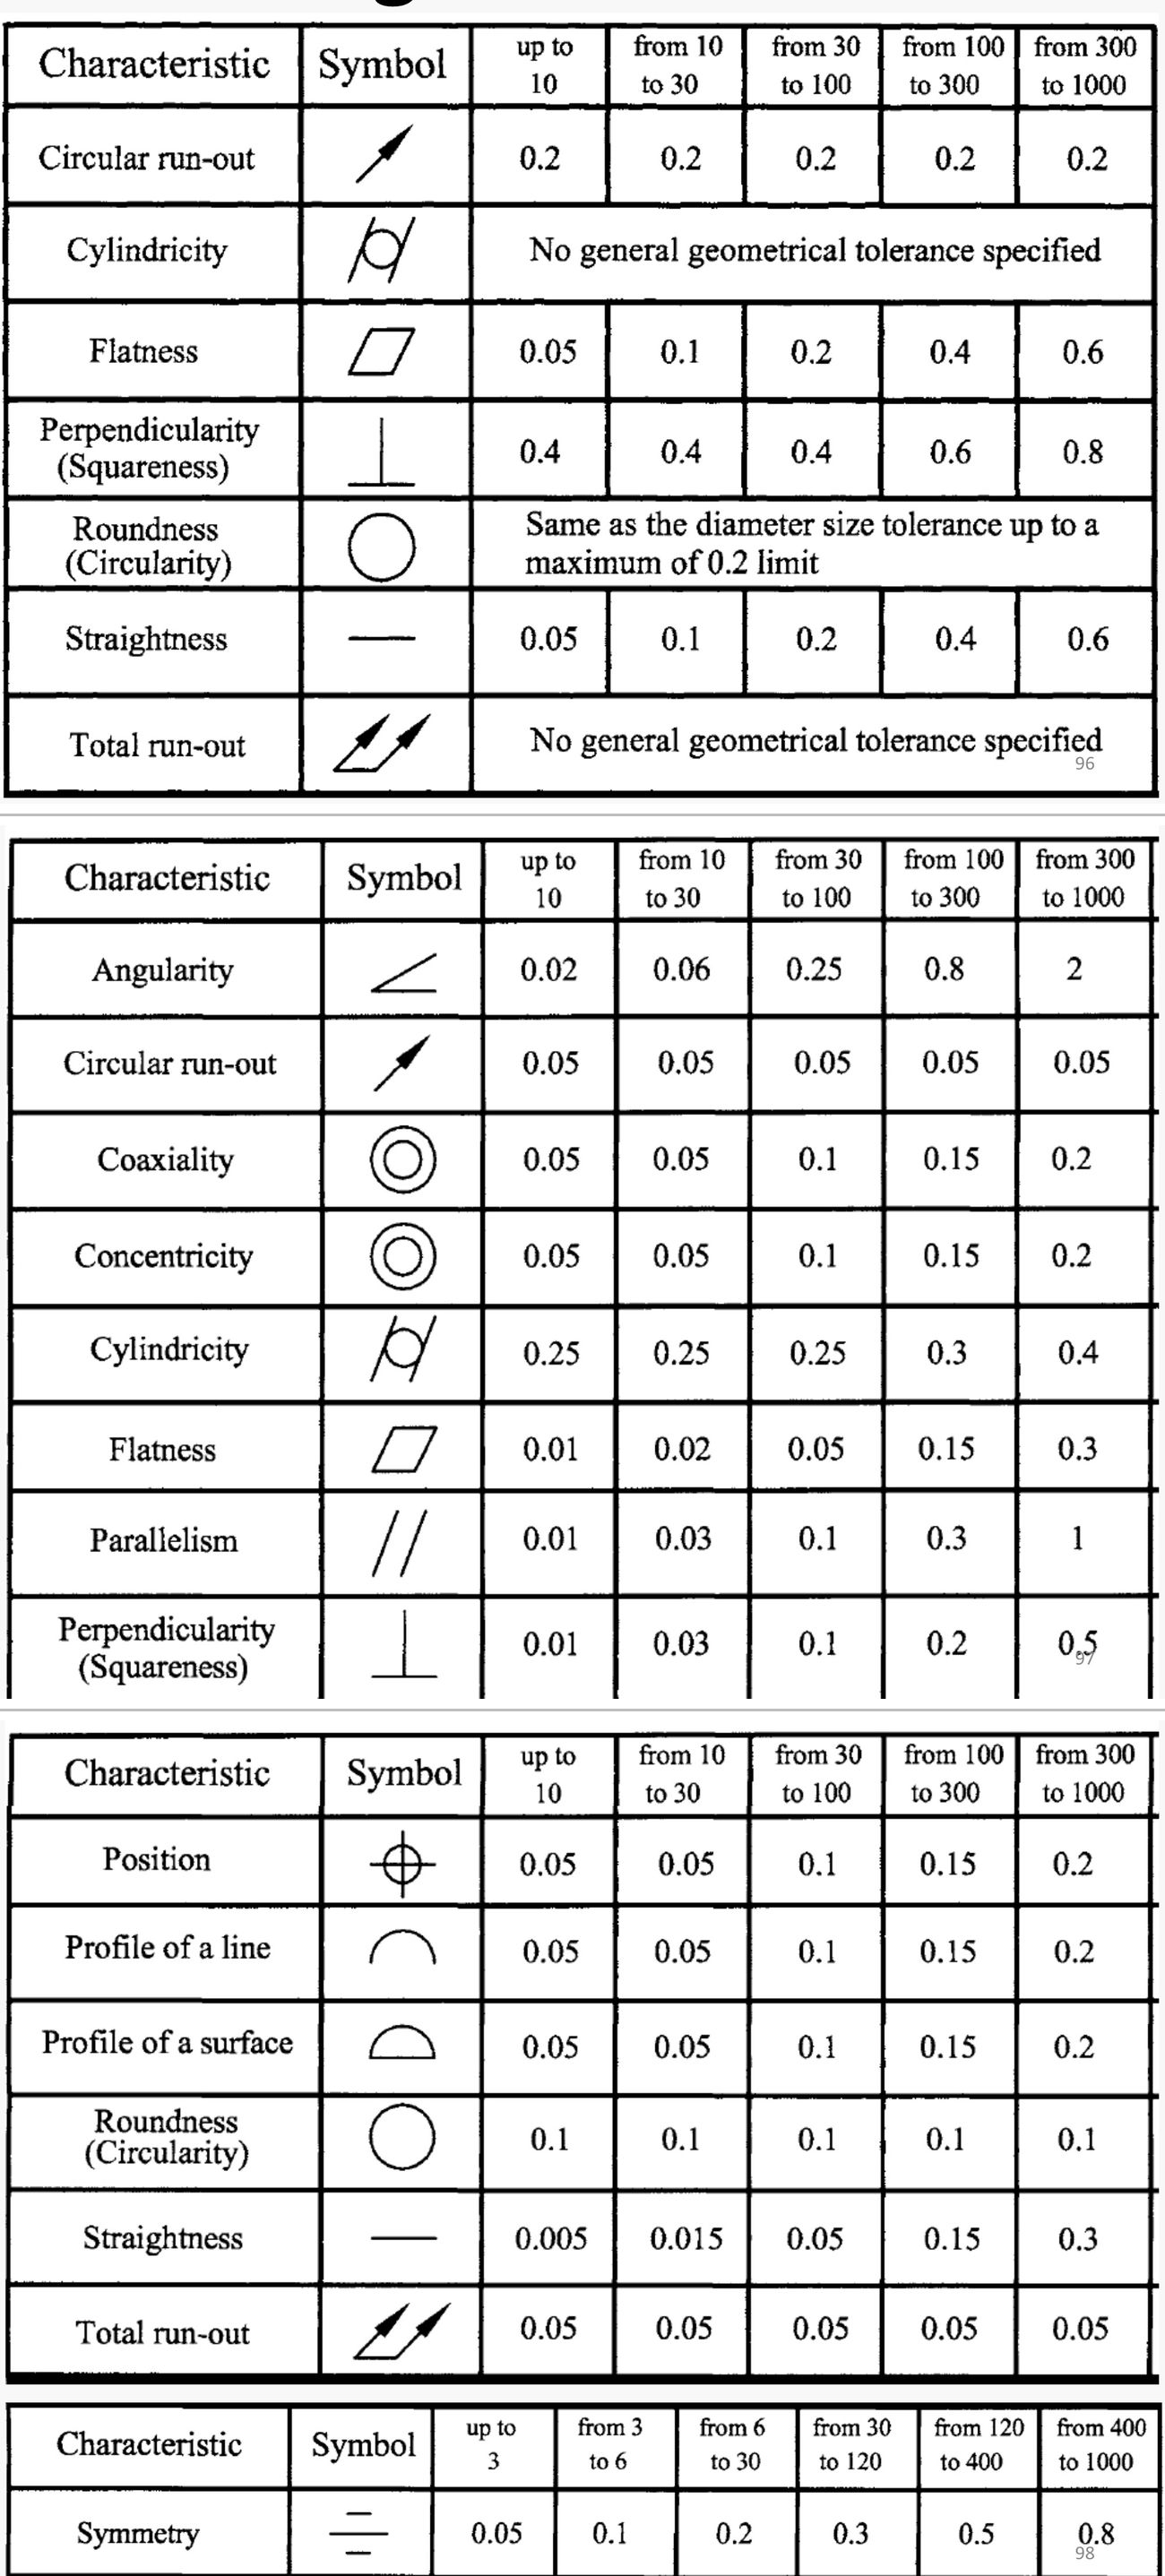 Characteristic Symbol up to 10 from 10 to 30 from 30 to 100 from 100 to 300 from 300 to 1000
Circular run-out 0.2 0.2 0.2 0.2 0.2
Cylindricity No general geometrical tolerance specified
Flatness 0.05 0.1 0.2 0.4 0.6
Perpendicularity (Squareness) 0.4 0.4 0.4 0.6 0.8
Roundness (Circularity) Same as the diameter size tolerance up to a maximum of 0.2 limit
Straightness 0.05 0.1 0.2 0.4 0.6
Total run-out No general geometrical tolerance specified
96
Characteristic Symbol up to 10 from 10 to 30 from 30 to 100 from 100 to 300 from 300 to 1000
Angularity 0.02 0.06 0.25 0.8 2
Circular run-out 0.05 0.05 0.05 0.05 0.05
Coaxiality 0.05 0.05 0.1 0.15 0.2
Concentricity 0.05 0.05 0.1 0.15 0.2
Cylindricity 0.25 0.25 0.25 0.3 0.4
Flatness 0.01 0.02 0.05 0.15 0.3
Parallelism 0.01 0.03 0.1 0.3 1
Perpendicularity (Squareness) 0.01 0.03 0.1 0.2 0.5
97
Characteristic Symbol up to 10 from 10 to 30 from 30 to 100 from 100 to 300 from 300 to 1000
Position 0.05 0.05 0.1 0.15 0.2
Profile of a line 0.05 0.05 0.1 0.15 0.2
Profile of a surface 0.05 0.05 0.1 0.15 0.2
Roundness (Circularity) 0.1 0.1 0.1 0.1 0.1
Straightness 0.005 0.015 0.05 0.15 0.3
Total run-out 0.05 0.05 0.05 0.05 0.05
Characteristic Symbol up to 3 from 3 to 6 from 6 to 30 from 30 to 120 from 120 to 400 from 400 to 1000
Symmetry 0.05 0.1 0.2 0.3 0.5 0.8
98